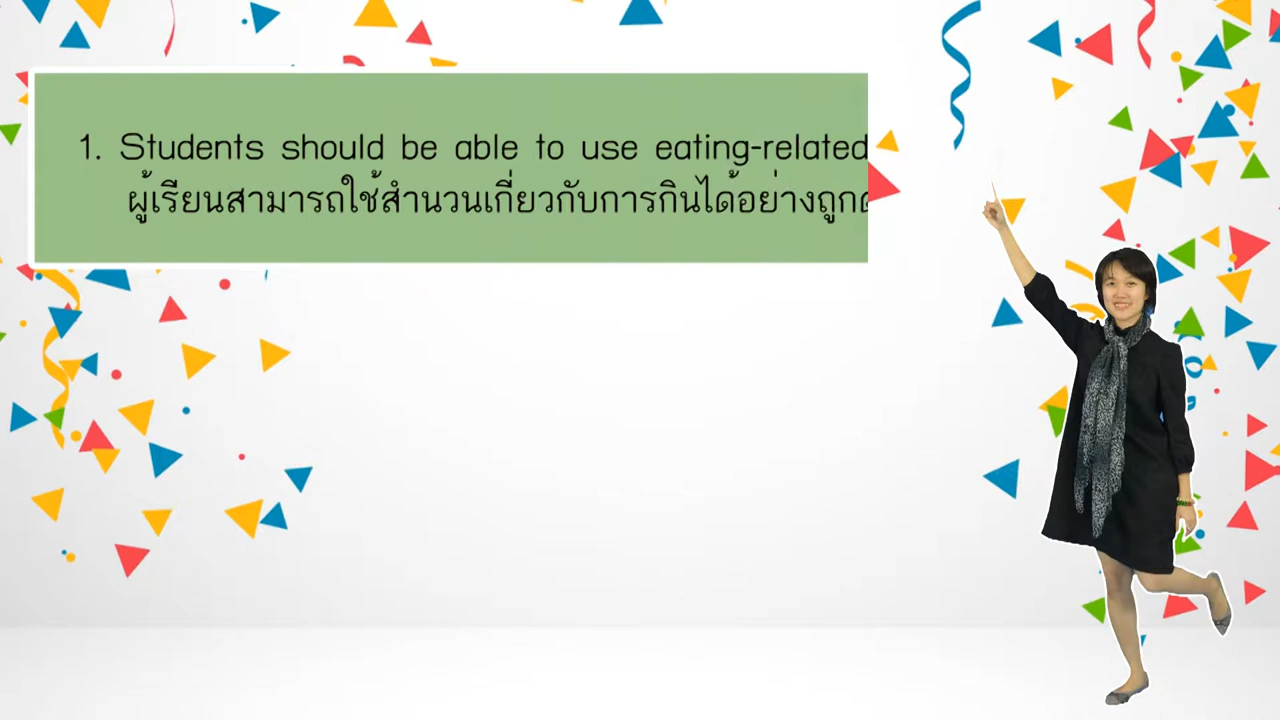 1. Students should be able to use eating-related
ผู้เรียนสามารถใช้สำนวนเกี่ยวกับการกินได้อย่าง